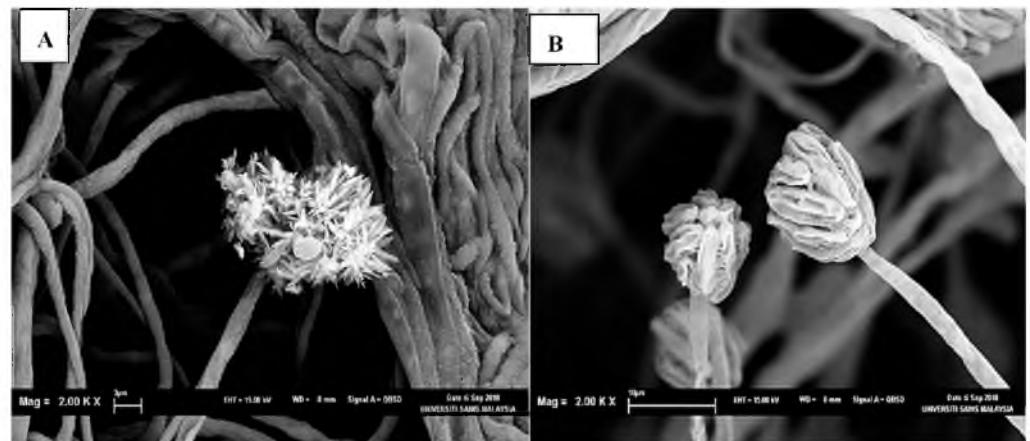 A
B
Mag = 2.00 K X
2µm
EHT = 15.00 kV
WD = 8 mm
Signal A = QBSD
Date :6 Sep 2018
UNIVERSITI SAINS MALAYSIA
Mag = 2.00 K X
10µm
EHT = 15.00 kV
WD = 8 mm
Signal A = QBSD
Date :6 Sep 2018
UNIVERSITI SAINS MALAYSIA